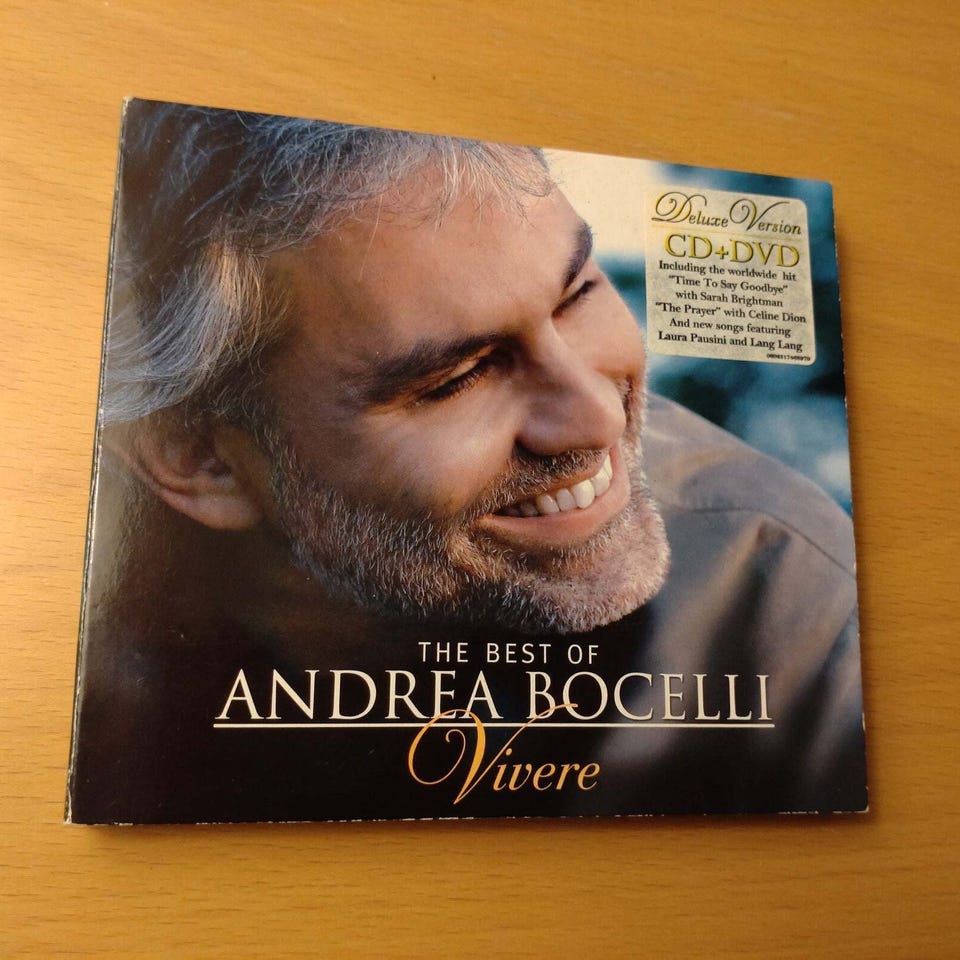 Deluxe Version
CD+DVD
Including the worldwide hit
"Time To Say Goodbye"
with Sarah Brightman
"The Prayer" with Celine Dion
And new songs featuring
Laura Pausini and Lang Lang
THE BEST OF
ANDREA BOCELLI
Vivere